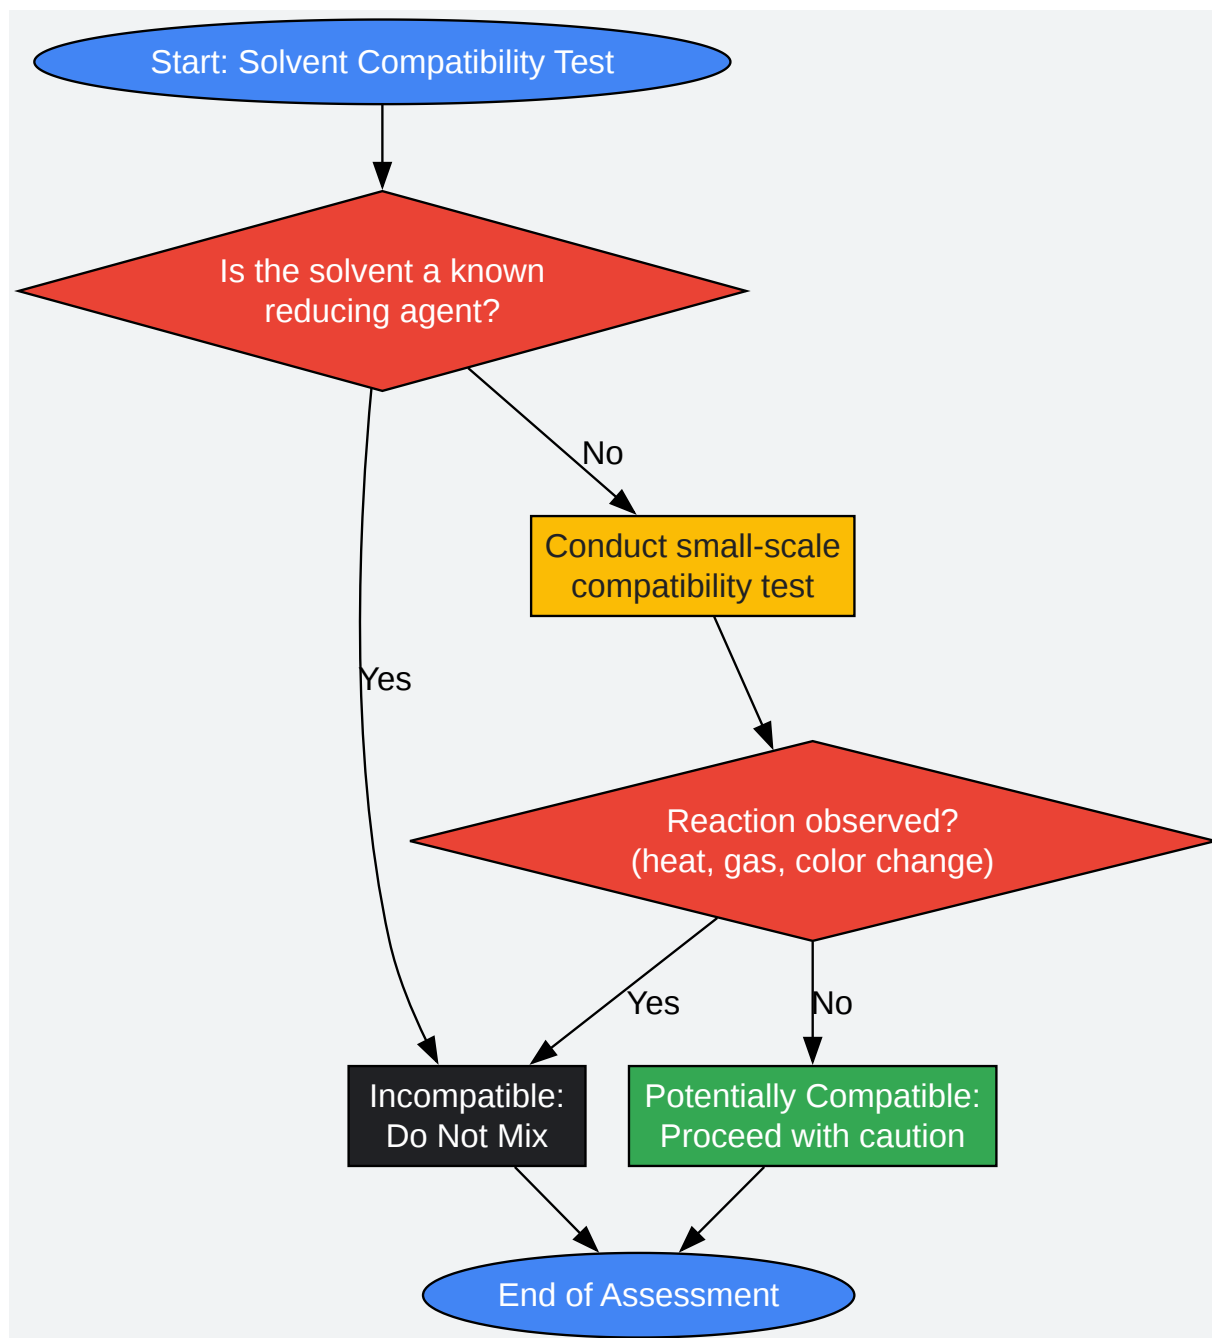 Start: Solvent Compatibility Test
Is the solvent a known
reducing agent?
No
Conduct small-scale
compatibility test
Yes
Reaction observed?
(heat, gas, color change)
Yes
No
Incompatible:
Do Not Mix
Potentially Compatible:
Proceed with caution
End of Assessment